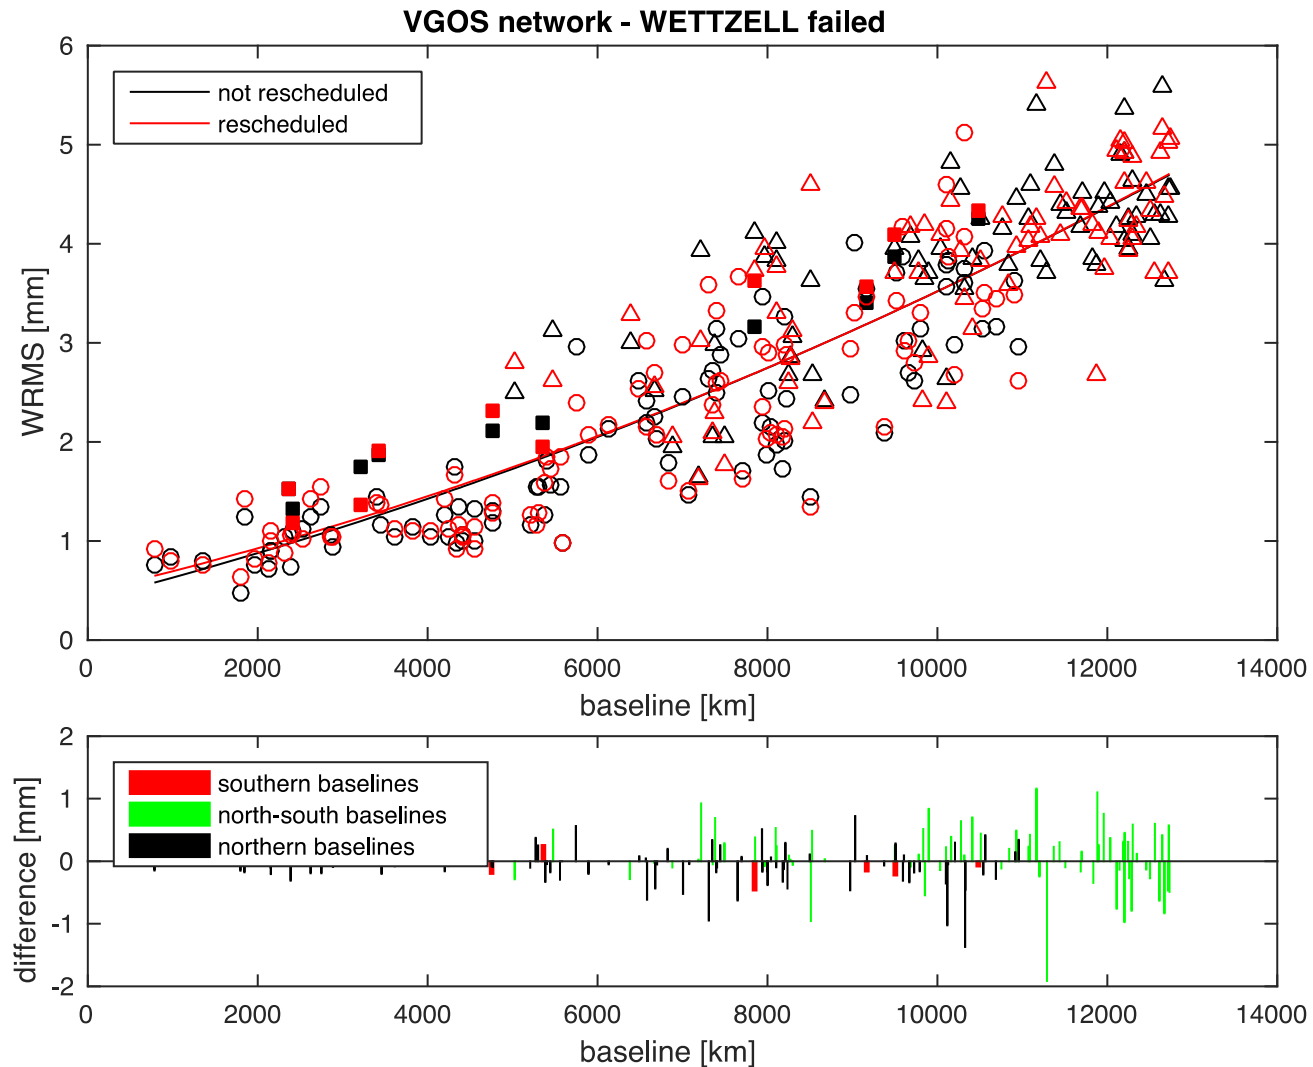 VGOS network - WETTZELL failed
6
5
4
3
2
1
0
WRMS [mm]
not rescheduled
rescheduled
0 2000 4000 6000 8000 10000 12000 14000
baseline [km]
2
1
0
-1
-2
difference [mm]
southern baselines
north-south baselines
northern baselines
0 2000 4000 6000 8000 10000 12000 14000
baseline [km]